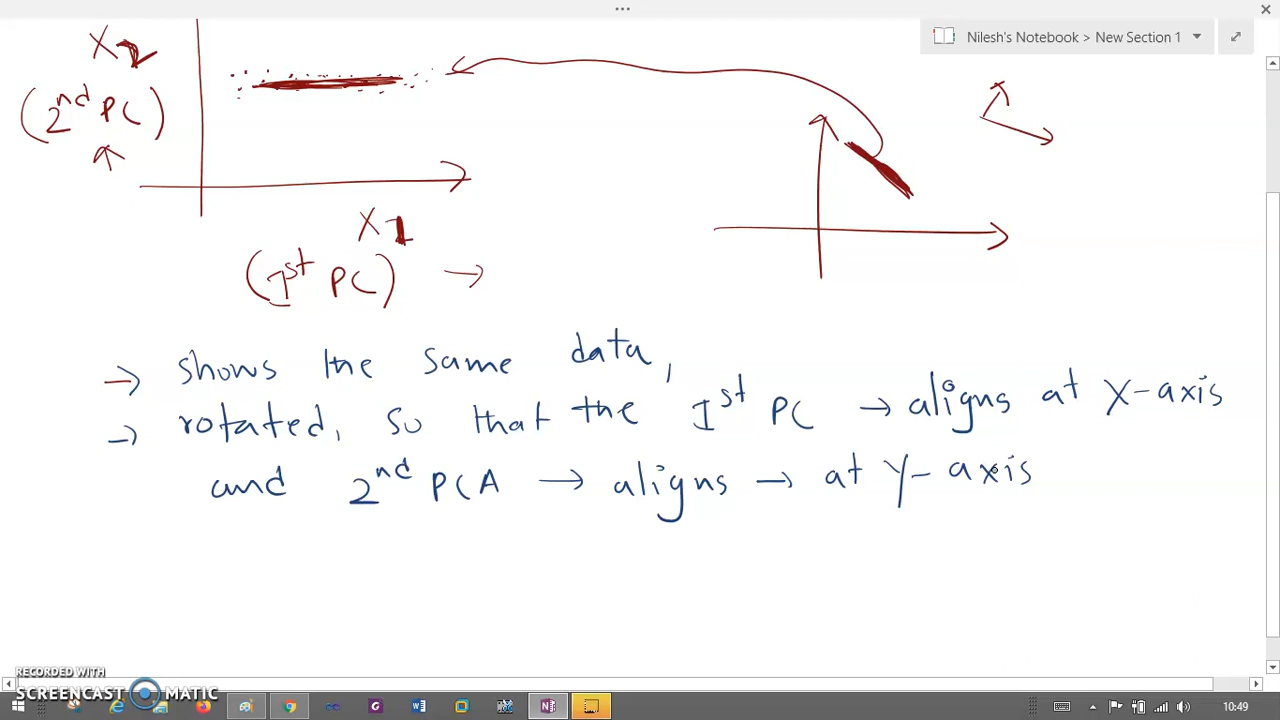 Nilesh's Notebook > New Section 1
X2
(2nd PC)
X1
(1st PC) →
→ shows the same data,
→ rotated, so that the 1st PC → aligns at X-axis
and 2nd PCA → aligns → at Y-axis
RECORDED WITH
SCREENCAST MATIC
10:49